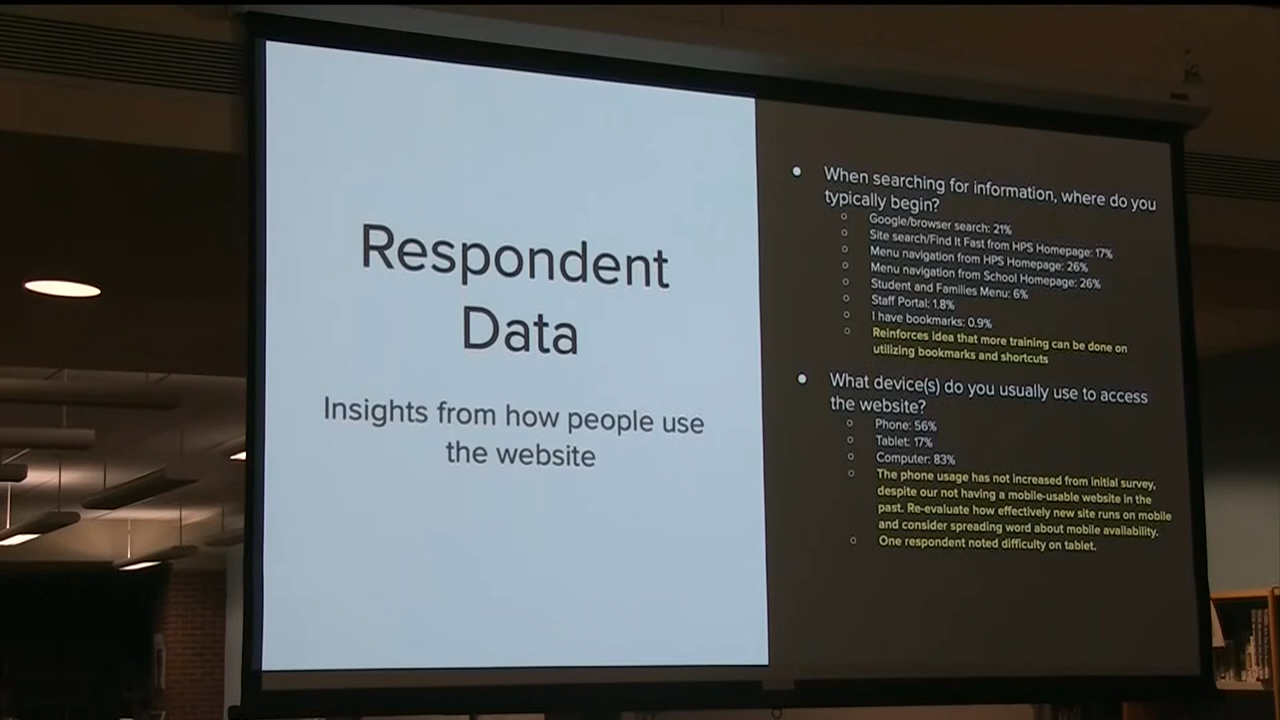 Respondent
Data
Insights from how people use
the website
● When searching for information, where do you
typically begin?
○ Google/browser search: 21%
○ Site search/Find It Fast from HPS Homepage: 17%
○ Menu navigation from HPS Homepage: 26%
○ Menu navigation from School Homepage: 26%
○ Student and Families Menu: 6%
○ Staff Portal: 1.8%
○ I have bookmarks: 0.9%
○ Reinforces idea that more training can be done on
utilizing bookmarks and shortcuts
● What device(s) do you usually use to access
the website?
○ Phone: 56%
○ Tablet: 17%
○ Computer: 83%
○ The phone usage has not increased from initial survey,
despite our not having a mobile-usable website in the
past. Re-evaluate how effectively new site runs on mobile
and consider spreading word about mobile availability.
○ One respondent noted difficulty on tablet.